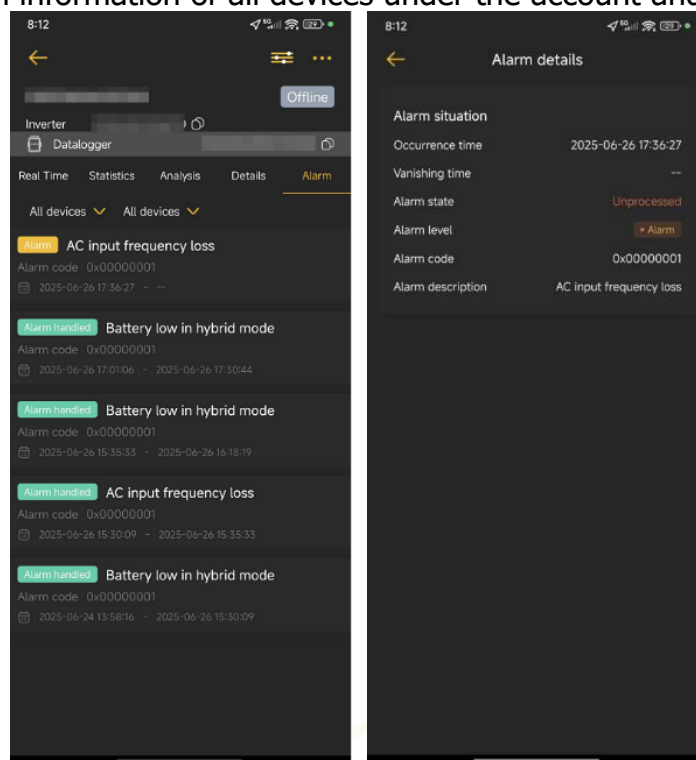 information of all devices under the account and
8:12
Offline
Inverter
Datalogger
Real Time Statistics Analysis Details Alarm
All devices All devices
Alarm AC input frequency loss
Alarm code 0x00000001
2025-06-26 17:36:27 - --
Alarm handled Battery low in hybrid mode
Alarm code 0x00000001
2025-06-26 17:01:06 - 2025-06-26 17:30:44
Alarm handled Battery low in hybrid mode
Alarm code 0x00000001
2025-06-26 15:35:33 - 2025-06-26 16:18:19
Alarm handled AC input frequency loss
Alarm code 0x00000001
2025-06-26 15:30:09 - 2025-06-26 15:35:33
Alarm handled Battery low in hybrid mode
Alarm code 0x00000001
2025-06-24 13:58:16 - 2025-06-26 15:30:09
8:12
Alarm details
Alarm situation
Occurrence time 2025-06-26 17:36:27
Vanishing time --
Alarm state Unprocessed
Alarm level • Alarm
Alarm code 0x00000001
Alarm description AC input frequency loss